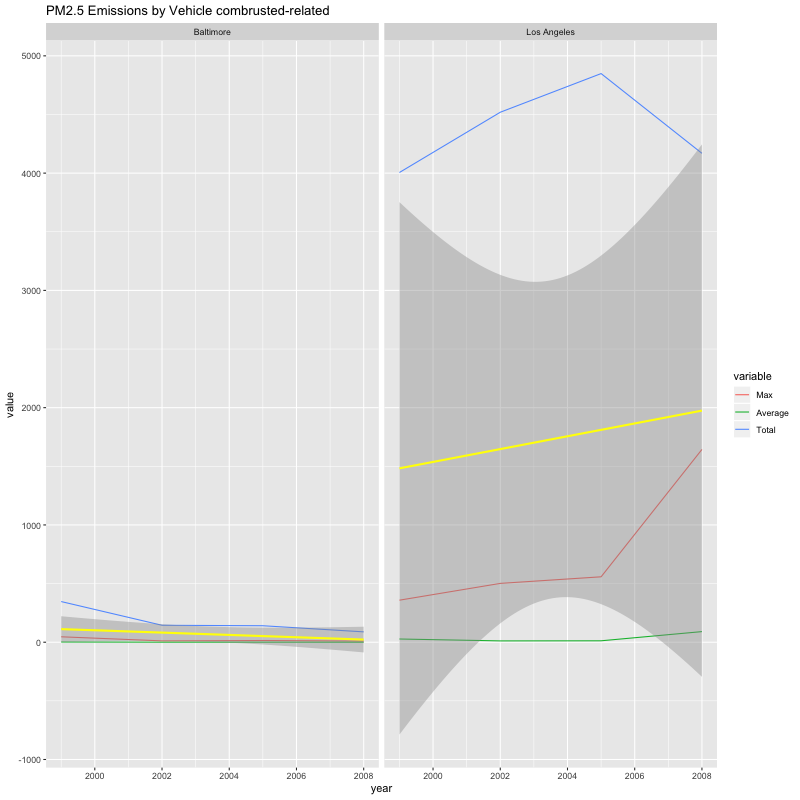 PM2.5 Emissions by Vehicle combrusted-related
Baltimore
Los Angeles
5000
4000
3000
2000
1000
0
-1000
value
2000 2002 2004 2006 2008
2000 2002 2004 2006 2008
year
variable
Max
Average
Total